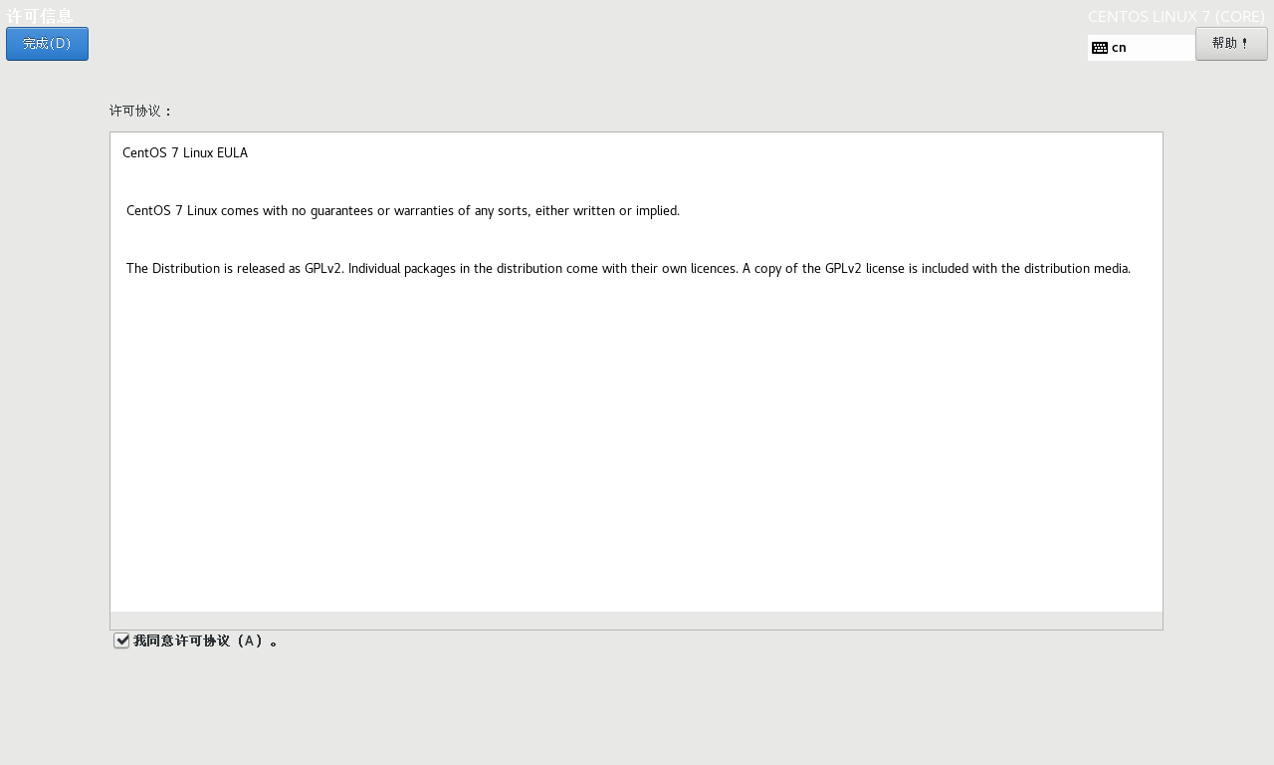 许可信息
CENTOS LINUX 7 (CORE)
完成(D)
cn
帮助！
许可协议：
CentOS 7 Linux EULA
CentOS 7 Linux comes with no guarantees or warranties of any sorts, either written or implied.
The Distribution is released as GPLv2. Individual packages in the distribution come with their own licences. A copy of the GPLv2 license is included with the distribution media.
我同意许可协议（A）。